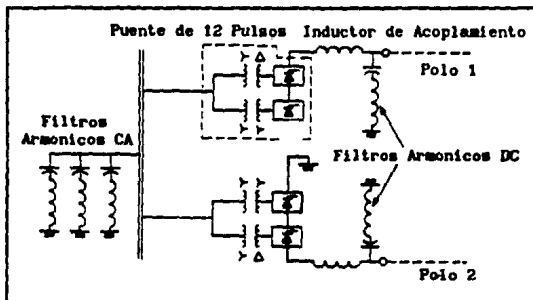 Puente de 12 Pulsos
Inductor de Acoplamiento
Polo 1
Filtros
Armonicos CA
Filtros Armonicos DC
Polo 2